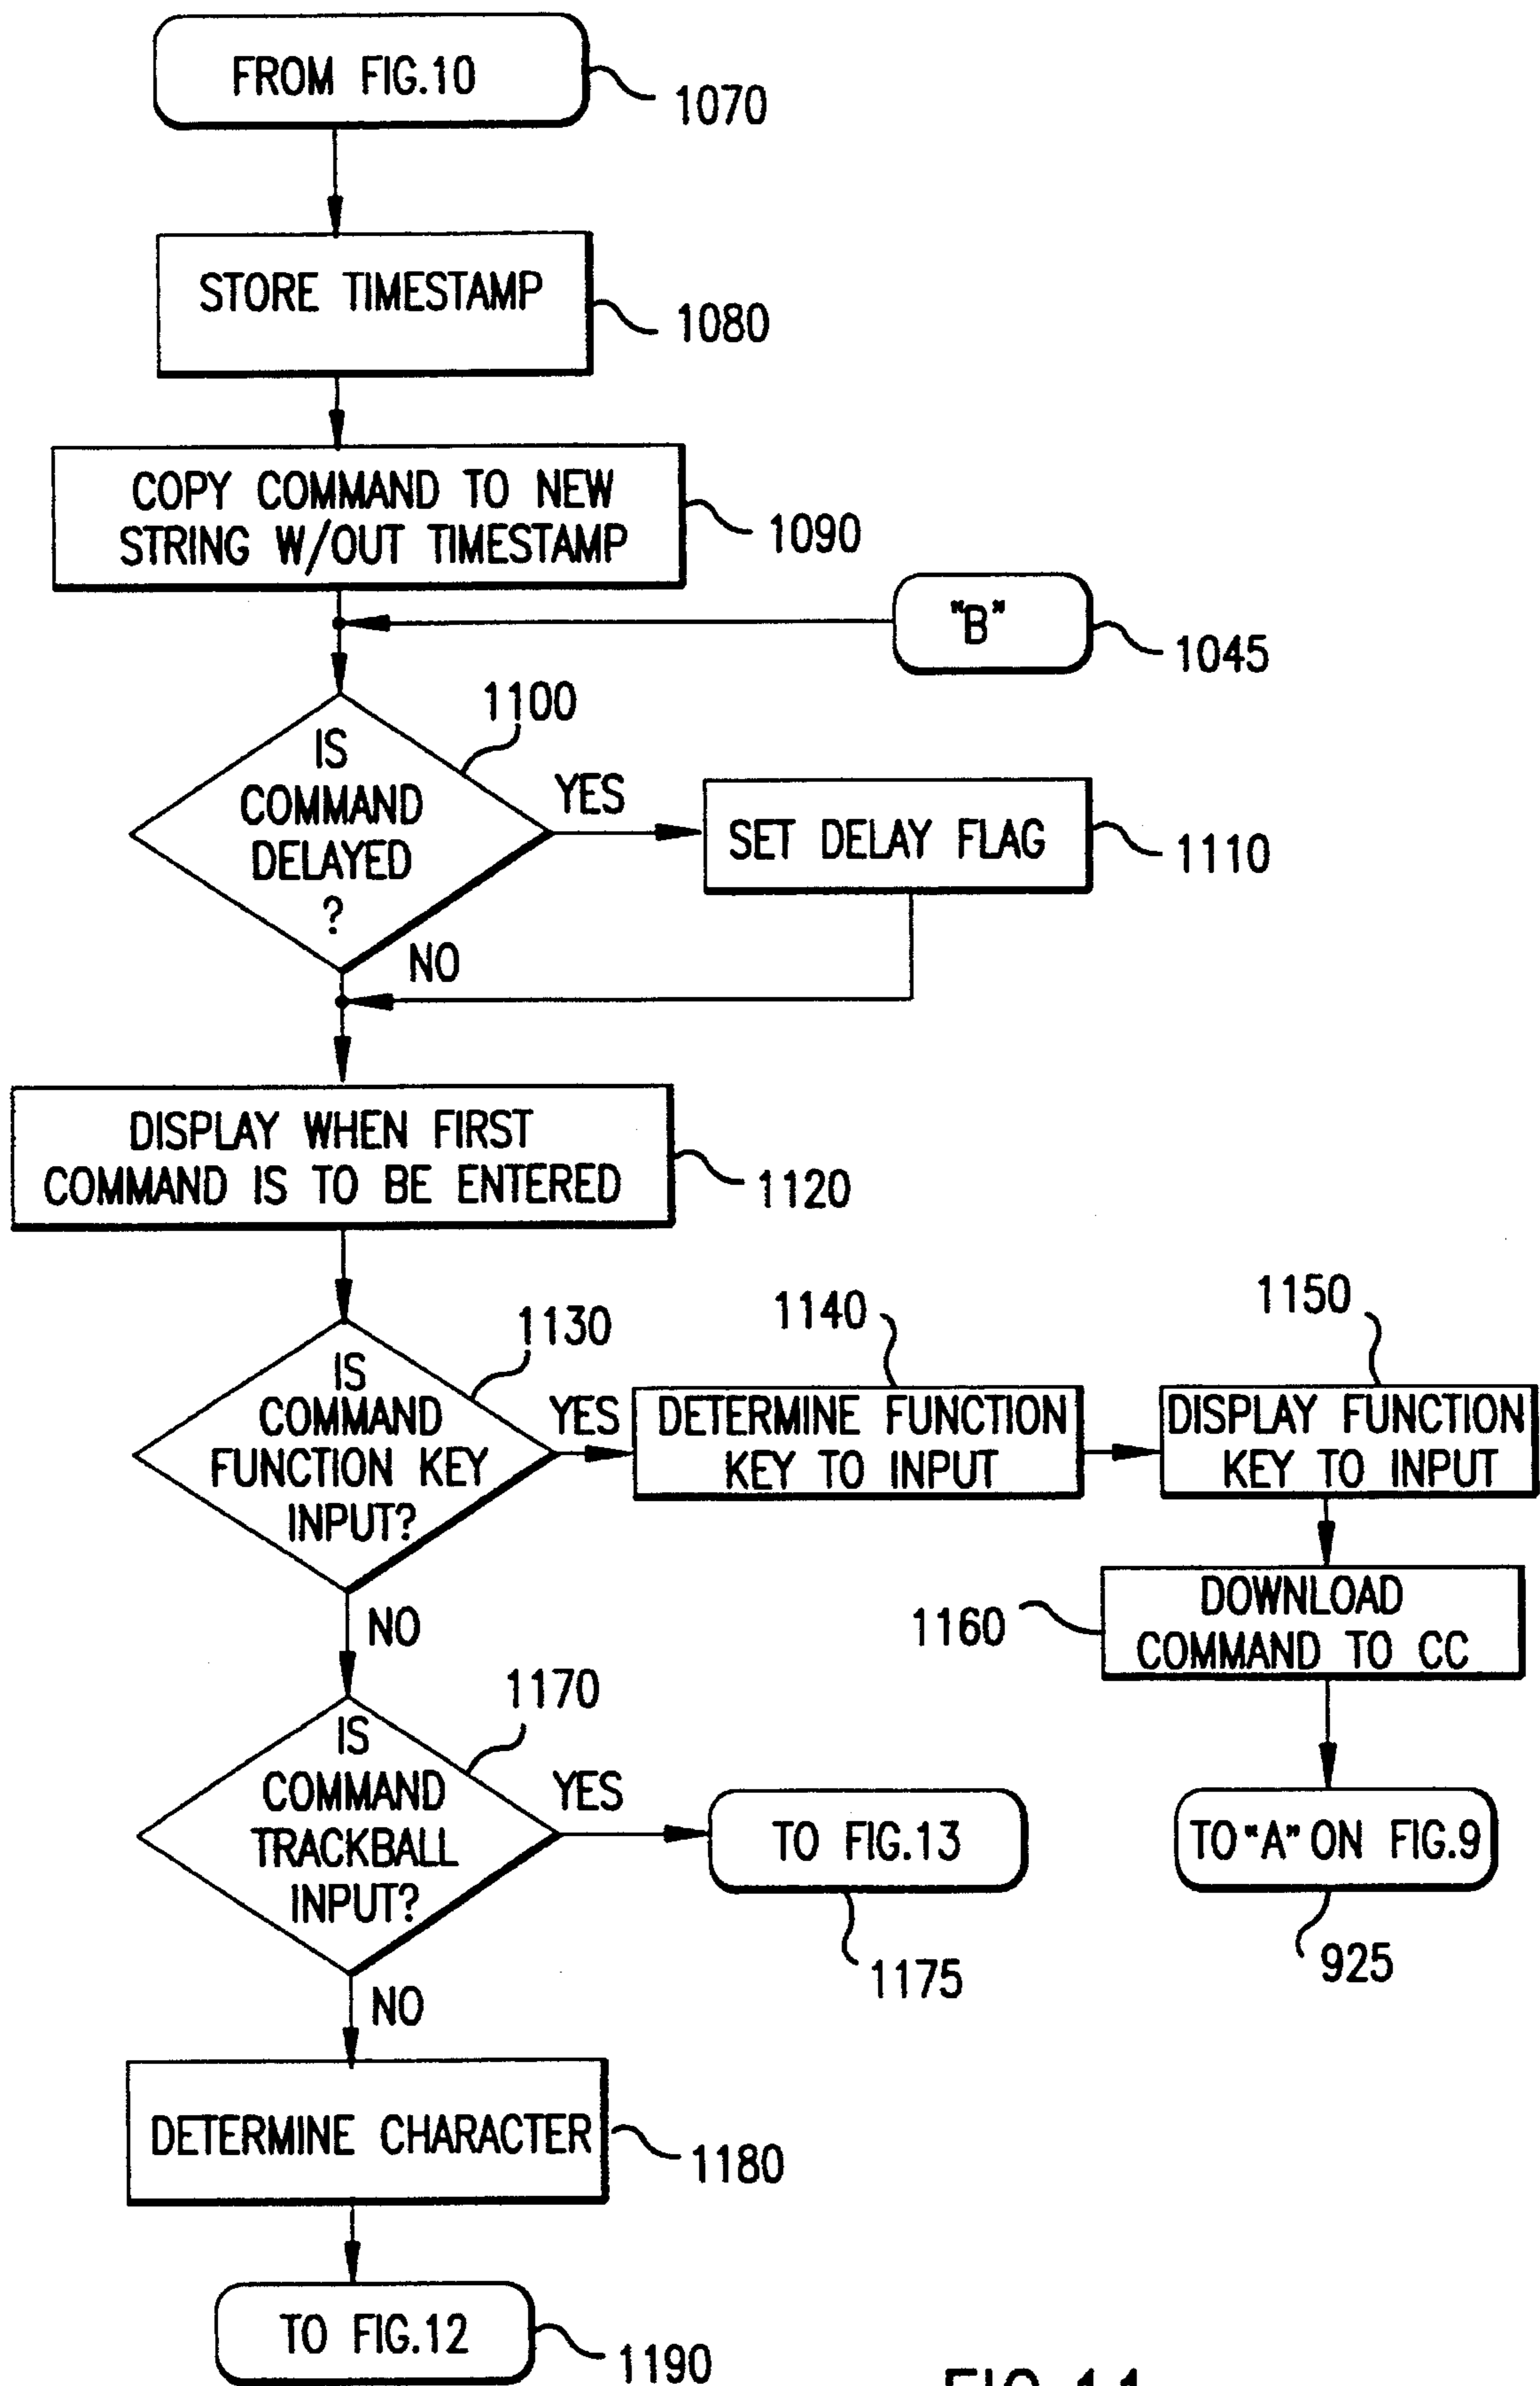 FROM FIG.10
1070
STORE TIMESTAMP
1080
COPY COMMAND TO NEW
STRING W/OUT TIMESTAMP
1090
"B"
1045
1100
IS
COMMAND
DELAYED
?
YES
SET DELAY FLAG
1110
NO
DISPLAY WHEN FIRST
COMMAND IS TO BE ENTERED
1120
1130
IS
COMMAND
FUNCTION KEY
INPUT?
YES
1140
DETERMINE FUNCTION
KEY TO INPUT
1150
DISPLAY FUNCTION
KEY TO INPUT
NO
1160
DOWNLOAD
COMMAND TO CC
1170
IS
COMMAND
TRACKBALL
INPUT?
YES
TO FIG.13
1175
TO "A" ON FIG.9
925
NO
DETERMINE CHARACTER
1180
TO FIG.12
1190
FIG.11